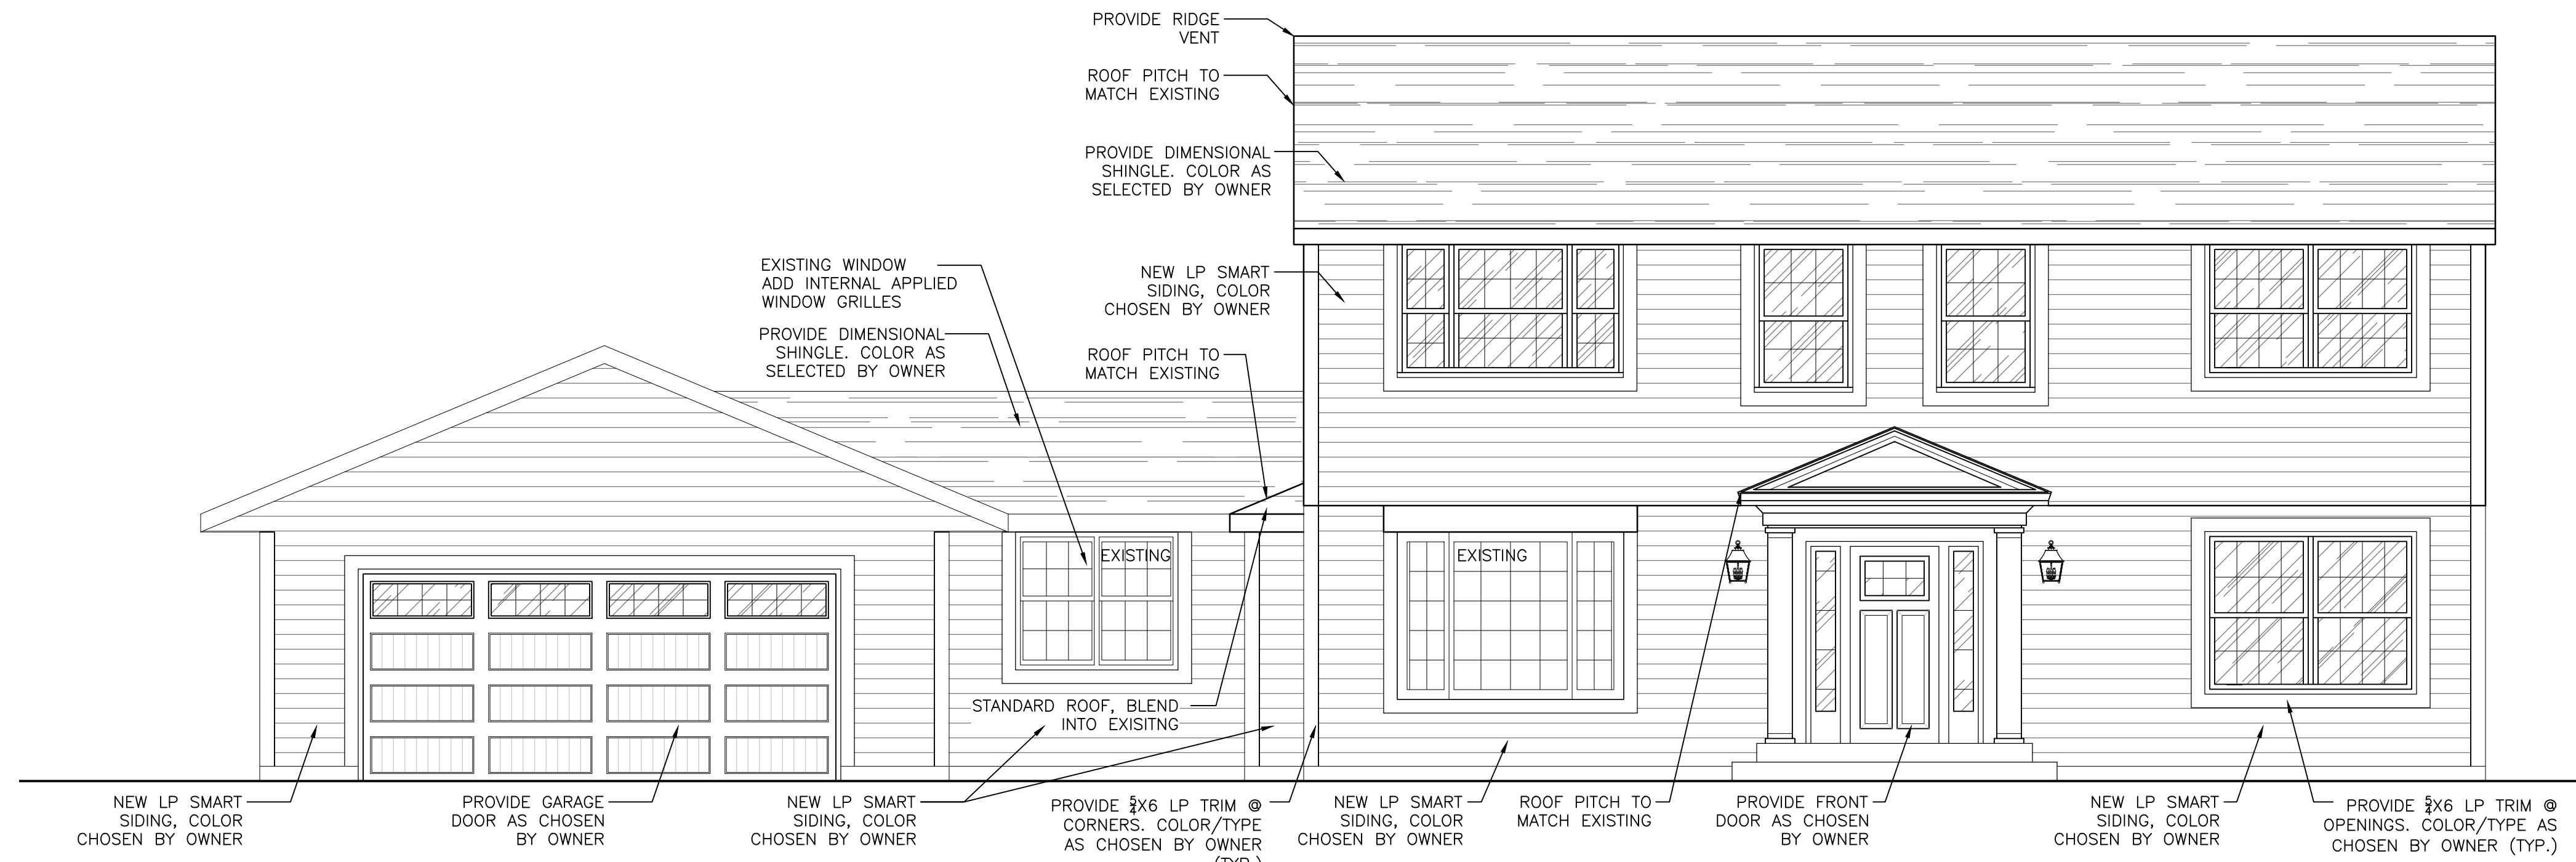 PROVIDE RIDGE
VENT
ROOF PITCH TO
MATCH EXISTING
PROVIDE DIMENSIONAL
SHINGLE. COLOR AS
SELECTED BY OWNER
EXISTING WINDOW
ADD INTERNAL APPLIED
WINDOW GRILLES
NEW LP SMART
SIDING, COLOR
CHOSEN BY OWNER
PROVIDE DIMENSIONAL
SHINGLE. COLOR AS
SELECTED BY OWNER
ROOF PITCH TO
MATCH EXISTING
EXISTING
EXISTING
STANDARD ROOF, BLEND
INTO EXISITNG
NEW LP SMART
SIDING, COLOR
CHOSEN BY OWNER
PROVIDE GARAGE
DOOR AS CHOSEN
BY OWNER
NEW LP SMART
SIDING, COLOR
CHOSEN BY OWNER
PROVIDE 5/4X6 LP TRIM @
CORNERS. COLOR/TYPE
AS CHOSEN BY OWNER
(TYP.)
NEW LP SMART
SIDING, COLOR
CHOSEN BY OWNER
ROOF PITCH TO
MATCH EXISTING
PROVIDE FRONT
DOOR AS CHOSEN
BY OWNER
NEW LP SMART
SIDING, COLOR
CHOSEN BY OWNER
PROVIDE 5/4X6 LP TRIM @
OPENINGS. COLOR/TYPE AS
CHOSEN BY OWNER (TYP.)